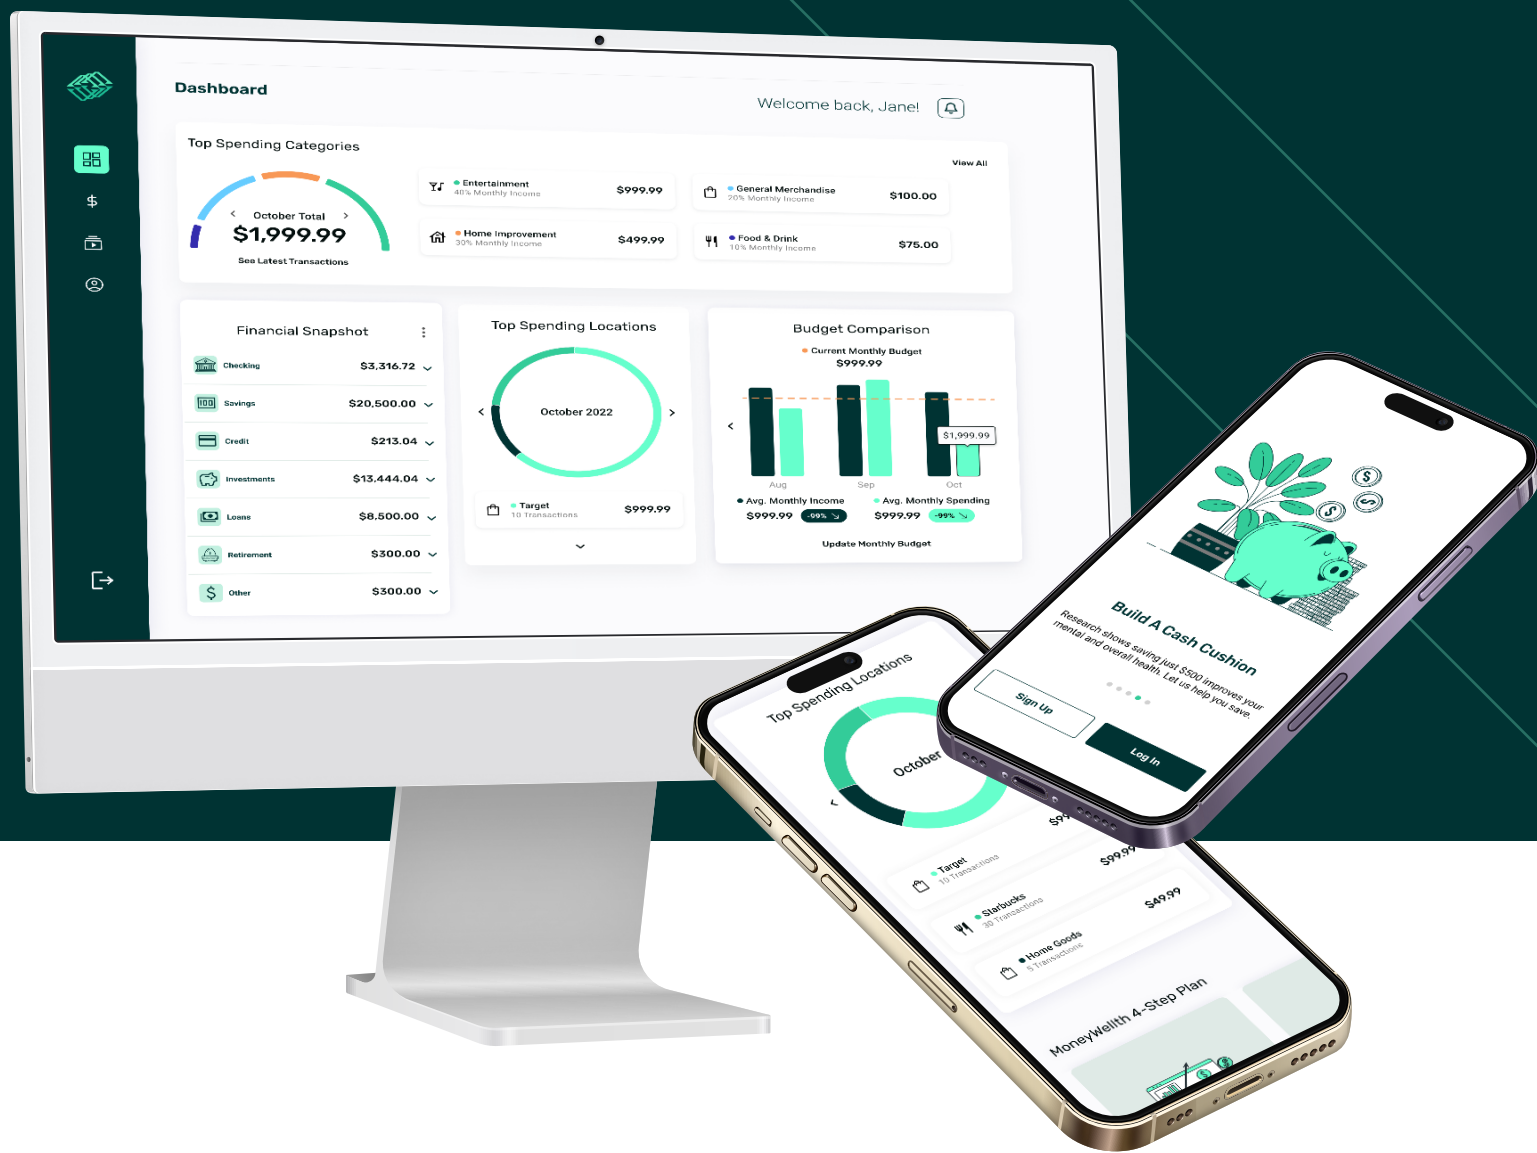 Dashboard
Welcome back, Jane!
Top Spending Categories
View All
October Total
$1,999.99
See Latest Transactions
Entertainment
40% Monthly Income
$999.99
General Merchandise
20% Monthly Income
$100.00
Home Improvement
30% Monthly Income
$499.99
Food & Drink
10% Monthly Income
$75.00
Financial Snapshot
Checking
$3,316.72
Savings
$20,500.00
Credit
$213.04
Investments
$13,444.04
Loans
$8,500.00
Retirement
$300.00
Other
$300.00
Top Spending Locations
October 2022
Target
10 Transactions
$999.99
Budget Comparison
Current Monthly Budget
$999.99
$1,999.99
Aug
Sep
Oct
Avg. Monthly Income
$999.99
-99%
Avg. Monthly Spending
$999.99
-99%
Update Monthly Budget
Top Spending Locations
October
Target
10 Transactions
Starbucks
30 Transactions
$99.99
Home Goods
5 Transactions
$49.99
MoneyWellth 4-Step Plan
Build A Cash Cushion
Research shows saving just $500 improves your
mental and overall health. Let us help you save.
Sign Up
Log In